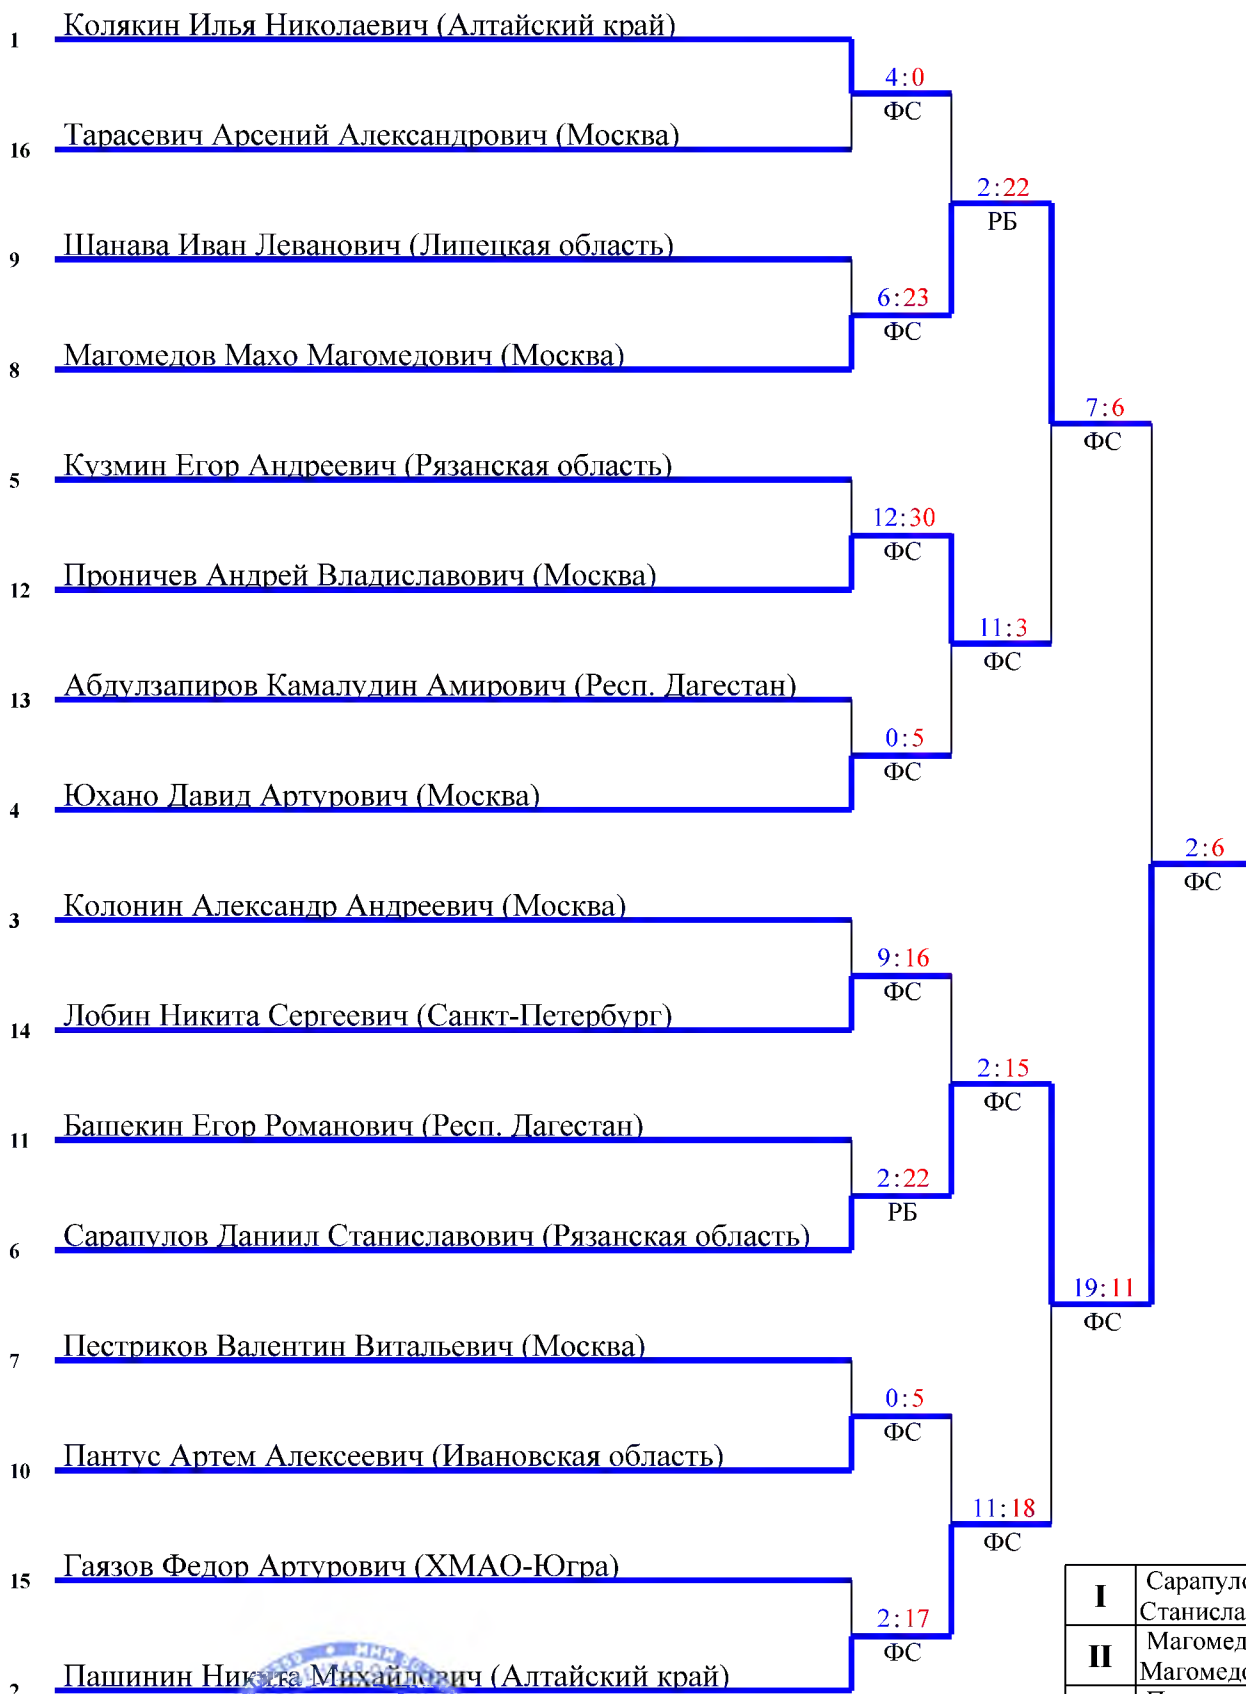 1 Колякин Илья Николаевич (Алтайский край)
4:0
ФС
16 Тарасевич Арсений Александрович (Москва)
2:22
РБ
9 Шанава Иван Леванович (Липецкая область)
6:23
ФС
8 Магомедов Махо Магомедович (Москва)
7:6
ФС
5 Кузмин Егор Андреевич (Рязанская область)
12:30
ФС
12 Проничев Андрей Владиславович (Москва)
11:3
ФС
13 Абдулзапиров Камалудин Амирович (Респ. Дагестан)
0:5
ФС
4 Юхано Давид Артурович (Москва)
2:6
ФС
3 Колонин Александр Андреевич (Москва)
9:16
ФС
14 Лобин Никита Сергеевич (Санкт-Петербург)
2:15
ФС
11 Башекин Егор Романович (Респ. Дагестан)
2:22
РБ
6 Сарапулов Даниил Станиславович (Рязанская область)
19:11
ФС
7 Пестриков Валентин Витальевич (Москва)
0:5
ФС
10 Пантус Артем Алексеевич (Ивановская область)
11:18
ФС
15 Гаязов Федор Артурович (ХМАО-Югра)
2:17
ФС
I Сарапуло
Станисла
II Магомед
Магомедо
2 Пашинин Никита Михайлович (Алтайский край)